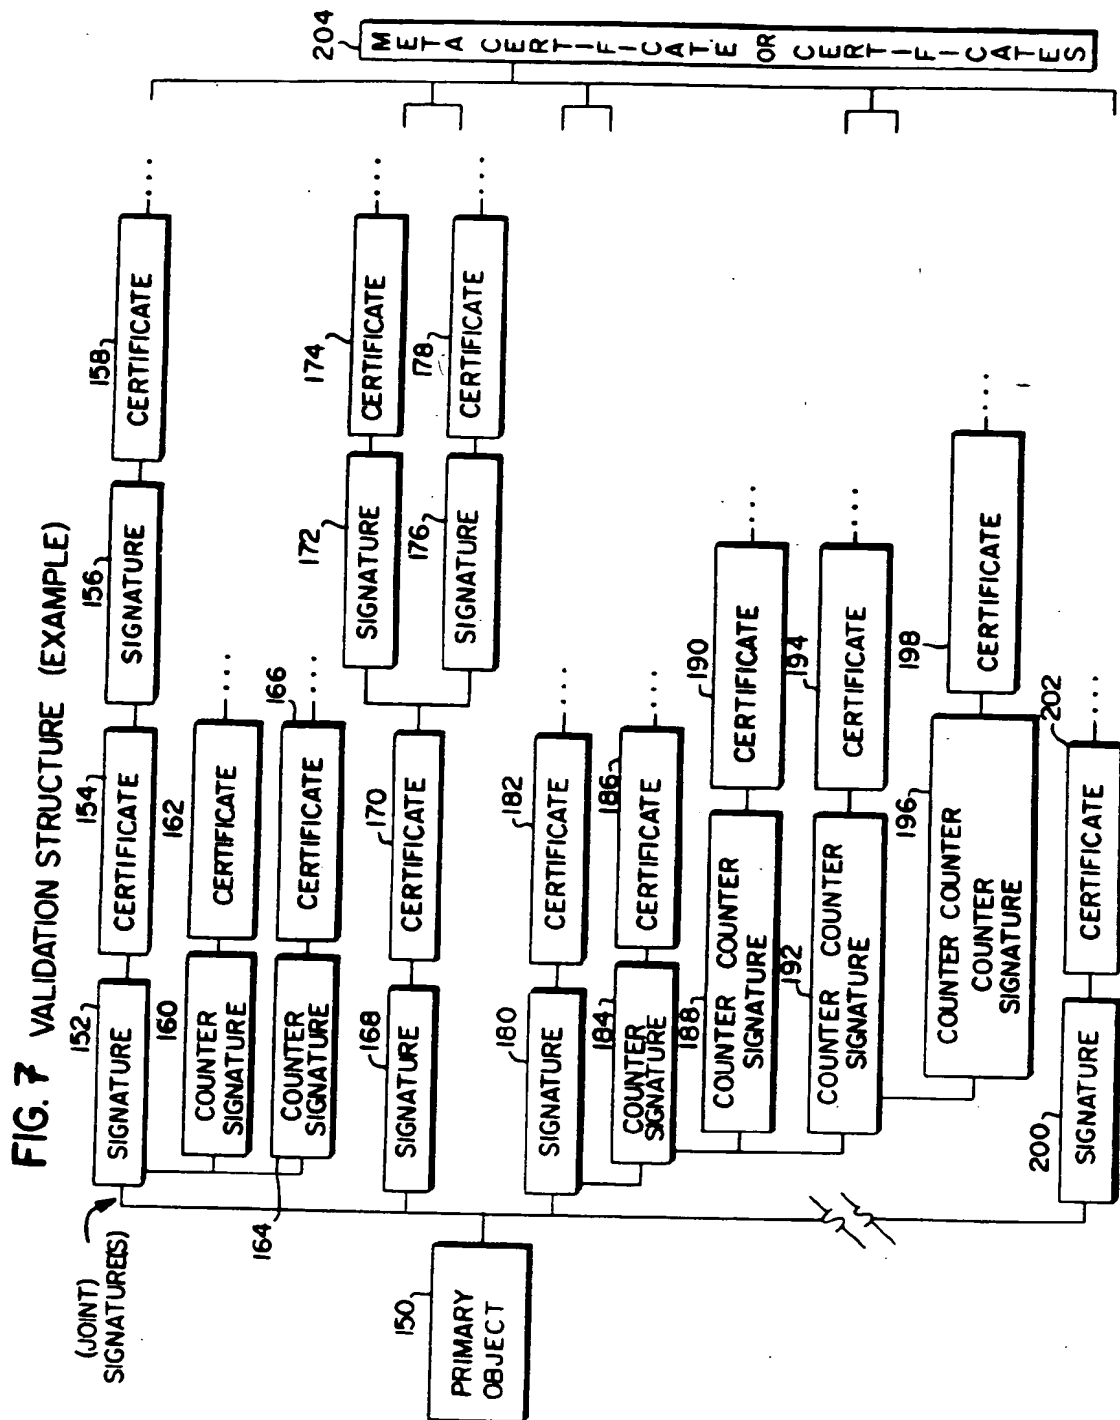 FIG. 7 VALIDATION STRUCTURE (EXAMPLE)
(JOINT)
SIGNATURE(S)
150
PRIMARY
OBJECT
152
SIGNATURE
154
CERTIFICATE
156
SIGNATURE
158
CERTIFICATE
....
160
COUNTER
SIGNATURE
162
CERTIFICATE
....
164
COUNTER
SIGNATURE
166
CERTIFICATE
....
168
SIGNATURE
170
CERTIFICATE
172
SIGNATURE
174
CERTIFICATE
....
176
SIGNATURE
178
CERTIFICATE
....
180
SIGNATURE
182
CERTIFICATE
....
184
COUNTER
SIGNATURE
186
CERTIFICATE
....
188
COUNTER COUNTER
SIGNATURE
190
CERTIFICATE
....
192
COUNTER COUNTER
SIGNATURE
194
CERTIFICATE
....
196
COUNTER COUNTER
COUNTER
SIGNATURE
198
CERTIFICATE
....
200
SIGNATURE
202
CERTIFICATE
....
204
META CERTIFICATE OR CERTIFICATES